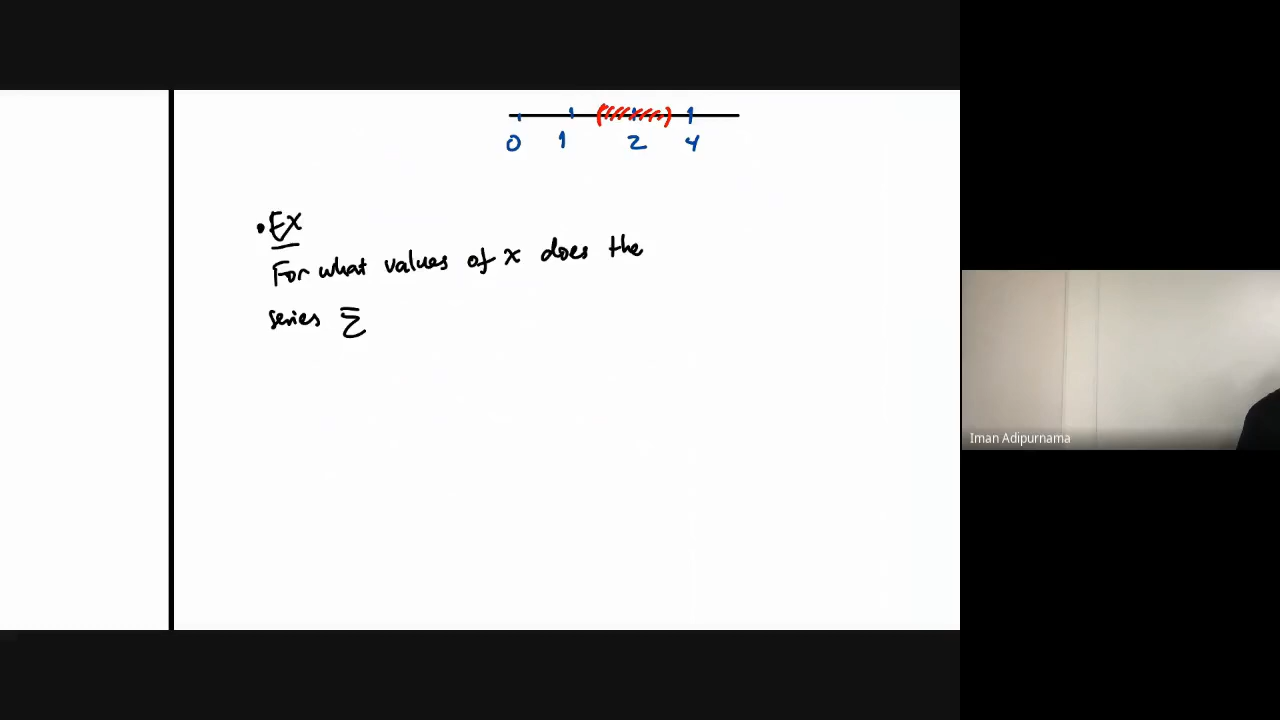 0 1 2 4
• Ex
For what values of x does the
series Σ
Iman Adipurnama